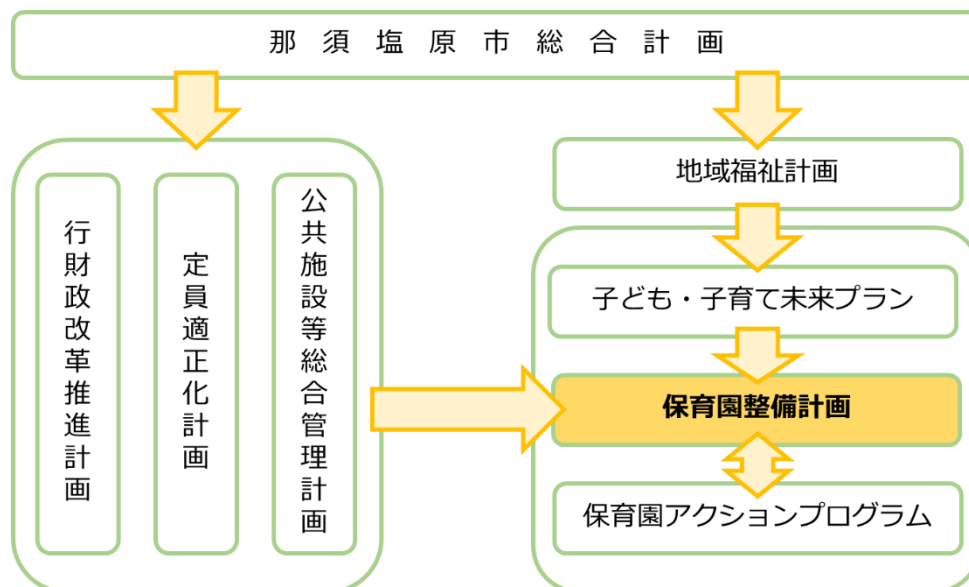 那須塩原市総合計画
行財政改革推進計画
定員適正化計画
公共施設等総合管理計画
地域福祉計画
子ども・子育て未来プラン
保育園整備計画
保育園アクションプログラム